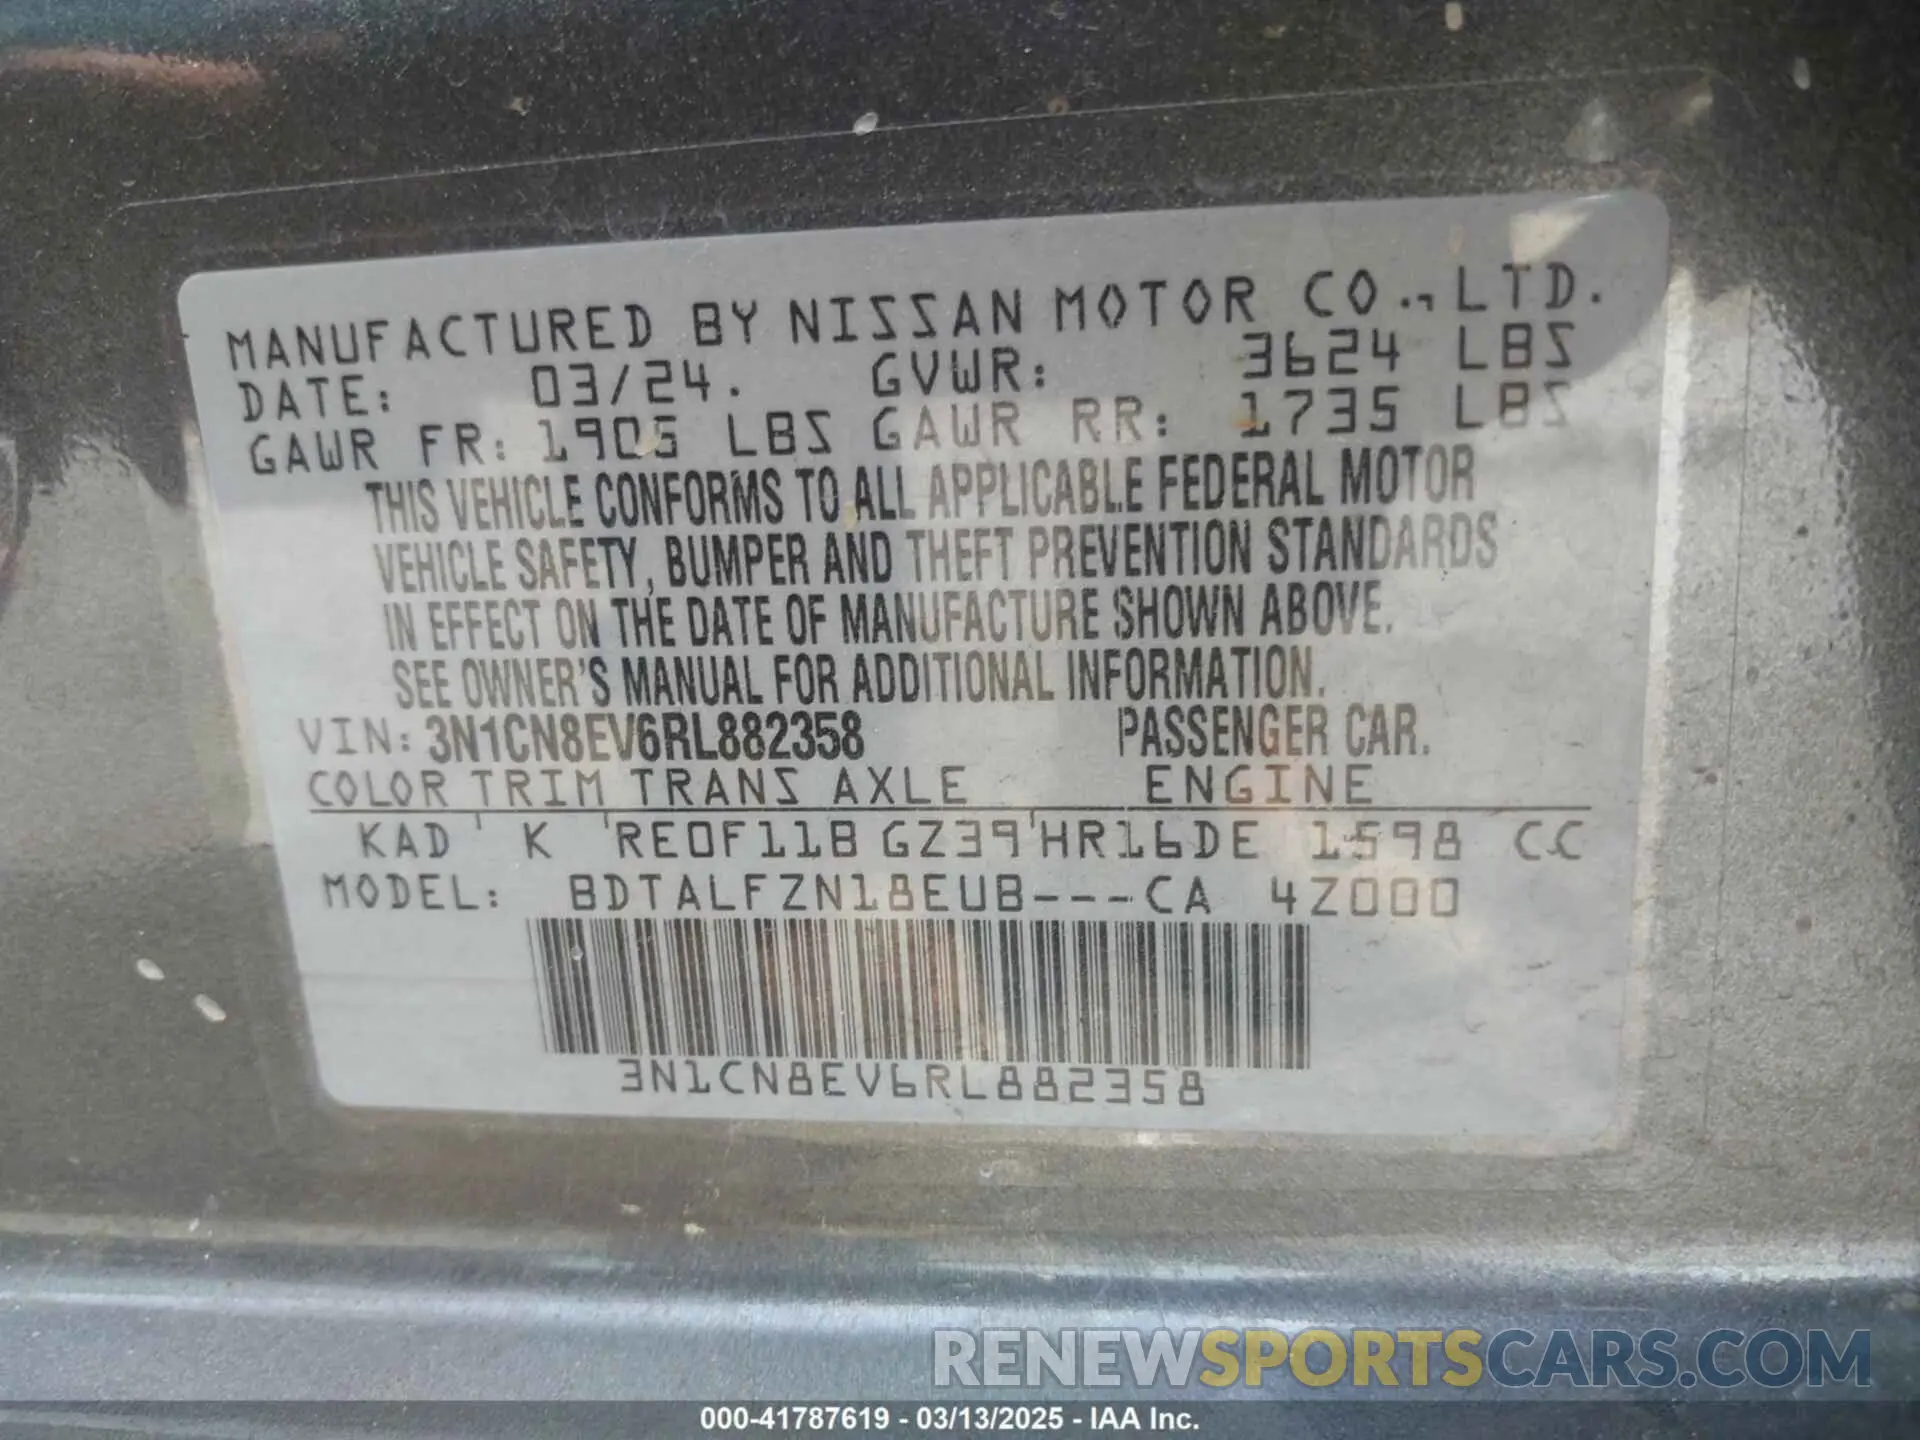 MANUFACTURED BY NISSAN MOTOR CO., LTD.
DATE: 03/24. GVWR: 3624 LBS
GAWR FR: 1905 LBS GAWR RR: 1735 LBS
THIS VEHICLE CONFORMS TO ALL APPLICABLE FEDERAL MOTOR
VEHICLE SAFETY, BUMPER AND THEFT PREVENTION STANDARDS
IN EFFECT ON THE DATE OF MANUFACTURE SHOWN ABOVE.
SEE OWNER'S MANUAL FOR ADDITIONAL INFORMATION.
VIN: 3N1CN8EV6RL882358 PASSENGER CAR.
COLOR TRIM TRANS AXLE ENGINE
KAD K RE0F11B GZ39 HR16DE 1598 CC
MODEL: BDTALFZN18EUB---CA 4Z000
3N1CN8EV6RL882358
RENEWSPORTSCARS.COM
000-41787619 - 03/13/2025 - IAA Inc.